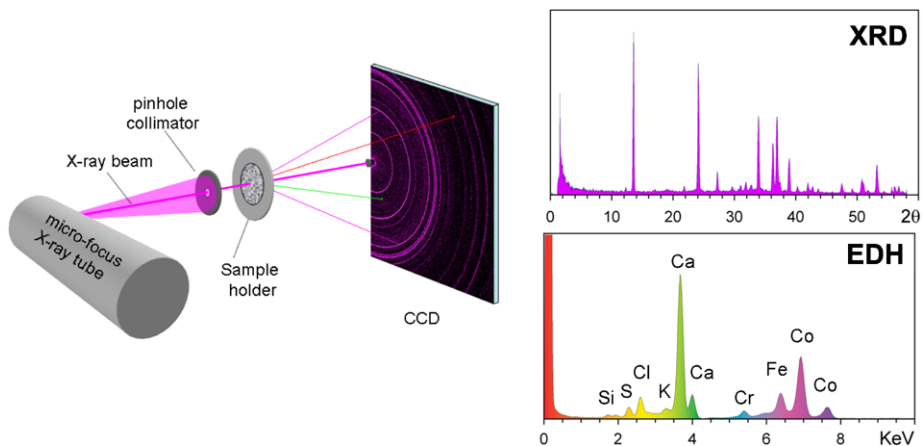 pinhole
collimator
X-ray beam
micro-focus
X-ray tube
Sample
holder
CCD
XRD
0 10 20 30 40 50 2θ
EDH
Ca
Si S Cl K Ca Cr Fe Co Co
0 2 4 6 8 KeV